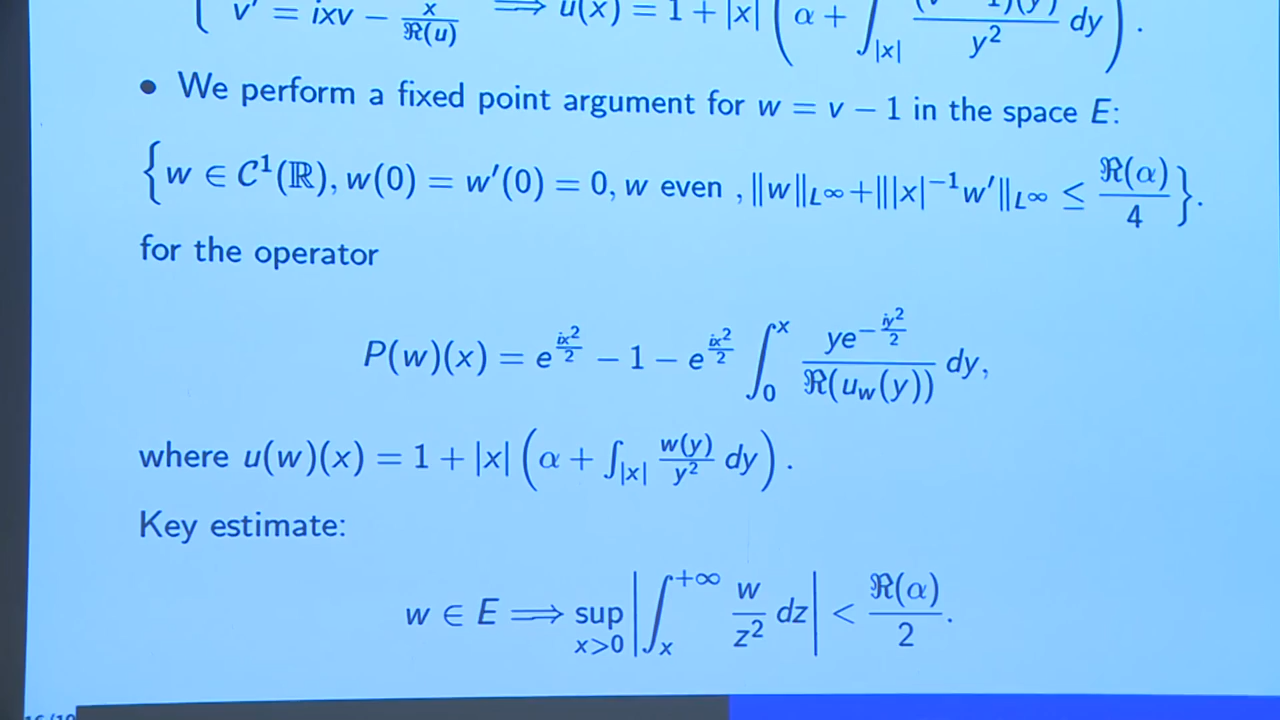 { v' = ixv − x/ℜ(u) ⟹ u(x) = 1 + |x| ( α + ∫_{|x|} (y)/y² dy ) .
• We perform a fixed point argument for w = v − 1 in the space E:
{ w ∈ C¹(ℝ), w(0) = w'(0) = 0, w even , ‖w‖_{L∞} + ‖|x|⁻¹w'‖_{L∞} ≤ ℜ(α)/4 }.
for the operator
P(w)(x) = e^{ix²/2} − 1 − e^{ix²/2} ∫_0^x ye^{−iy²/2}/ℜ(u_w(y)) dy,
where u(w)(x) = 1 + |x| ( α + ∫_{|x|} w(y)/y² dy ) .
Key estimate:
w ∈ E ⟹ sup_{x>0} | ∫_x^{+∞} w/z² dz | < ℜ(α)/2 .